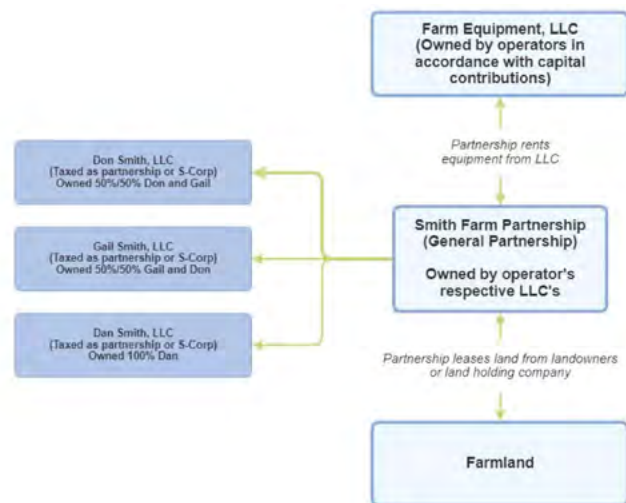 Farm Equipment, LLC
(Owned by operators in
accordance with capital
contributions)
Partnership rents
equipment from LLC
Don Smith, LLC
(Taxed as partnership or S-Corp)
Owned 50%/50% Don and Gail
Gail Smith, LLC
(Taxed as partnership or S-Corp)
Owned 50%/50% Gail and Don
Dan Smith, LLC
(Taxed as partnership or S-Corp)
Owned 100% Dan
Smith Farm Partnership
(General Partnership)
Owned by operator's
respective LLC's
Partnership leases land from landowners
or land holding company
Farmland